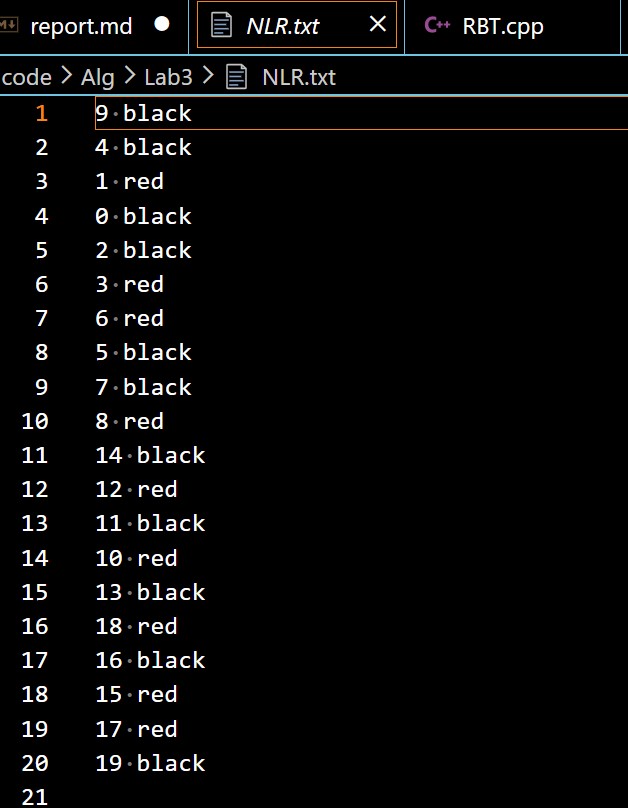 report.md NLR.txt RBT.cpp
code > Alg > Lab3 > NLR.txt
1 9 black
2 4 black
3 1 red
4 0 black
5 2 black
6 3 red
7 6 red
8 5 black
9 7 black
10 8 red
11 14 black
12 12 red
13 11 black
14 10 red
15 13 black
16 18 red
17 16 black
18 15 red
19 17 red
20 19 black
21